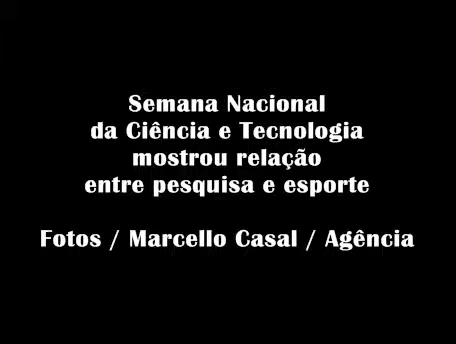 Semana Nacional
da Ciência e Tecnologia
mostrou relação
entre pesquisa e esporte
Fotos / Marcello Casal / Agência